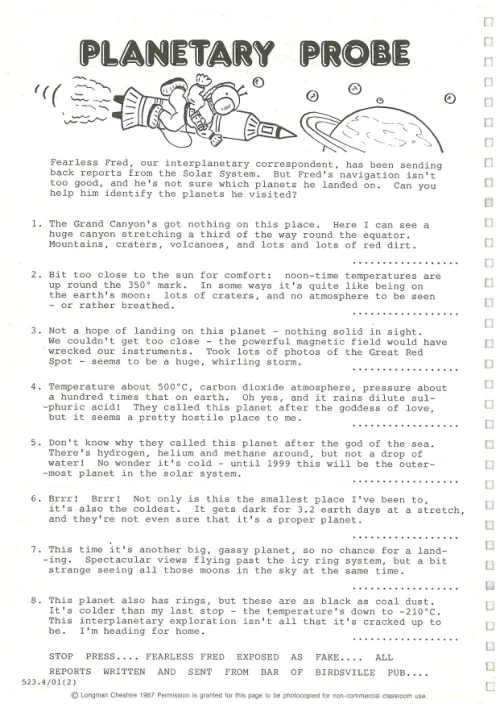 PLANETARY PROBE
Fearless Fred, our interplanetary correspondent, has been sending
back reports from the Solar System. But Fred's navigation isn't
too good, and he's not sure which planets he landed on. Can you
help him identify the planets he visited?
1. The Grand Canyon's got nothing on this place. Here I can see a
huge canyon stretching a third of the way round the equator.
Mountains, craters, volcanoes, and lots and lots of red dirt.
..................
2. Bit too close to the sun for comfort: noon-time temperatures are
up round the 350° mark. In some ways it's quite like being on
the earth's moon: lots of craters, and no atmosphere to be seen
- or rather breathed.
..................
3. Not a hope of landing on this planet - nothing solid in sight.
We couldn't get too close - the powerful magnetic field would have
wrecked our instruments. Took lots of photos of the Great Red
Spot - seems to be a huge, whirling storm.
..................
4. Temperature about 500°C, carbon dioxide atmosphere, pressure about
a hundred times that on earth. Oh yes, and it rains dilute sul-
-phuric acid! They called this planet after the goddess of love,
but it seems a pretty hostile place to me.
..................
5. Don't know why they called this planet after the god of the sea.
There's hydrogen, helium and methane around, but not a drop of
water! No wonder it's cold - until 1999 this will be the outer-
-most planet in the solar system.
..................
6. Brrr! Brrr! Not only is this the smallest place I've been to,
it's also the coldest. It gets dark for 3.2 earth days at a stretch,
and they're not even sure that it's a proper planet.
..................
7. This time it's another big, gassy planet, so no chance for a land-
-ing. Spectacular views flying past the icy ring system, but a bit
strange seeing all those moons in the sky at the same time.
..................
8. This planet also has rings, but these are as black as coal dust.
It's colder than my last stop - the temperature's down to -210°C.
This interplanetary exploration isn't all that it's cracked up to
be. I'm heading for home.
..................
STOP PRESS.... FEARLESS FRED EXPOSED AS FAKE.... ALL
REPORTS WRITTEN AND SENT FROM BAR OF BIRDSVILLE PUB....
523.4/01(2)
© Longman Cheshire 1987 Permission is granted for this page to be photocopied for non-commercial classroom use.